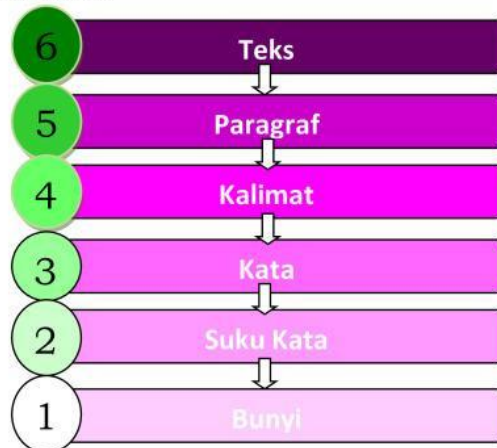 6 Teks
5 Paragraf
4 Kalimat
3 Kata
2 Suku Kata
1 Bunyi